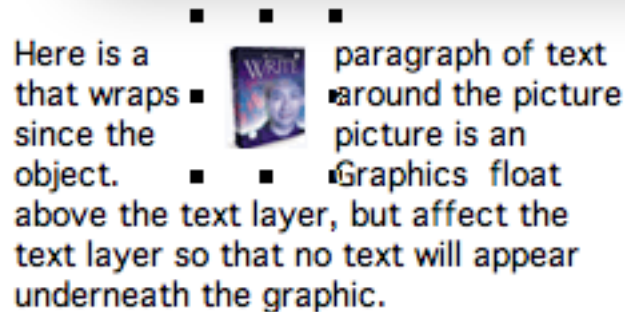 Here is a paragraph of text
WRITE
that wraps around the picture
since the picture is an
object. Graphics float
above the text layer, but affect the
text layer so that no text will appear
underneath the graphic.